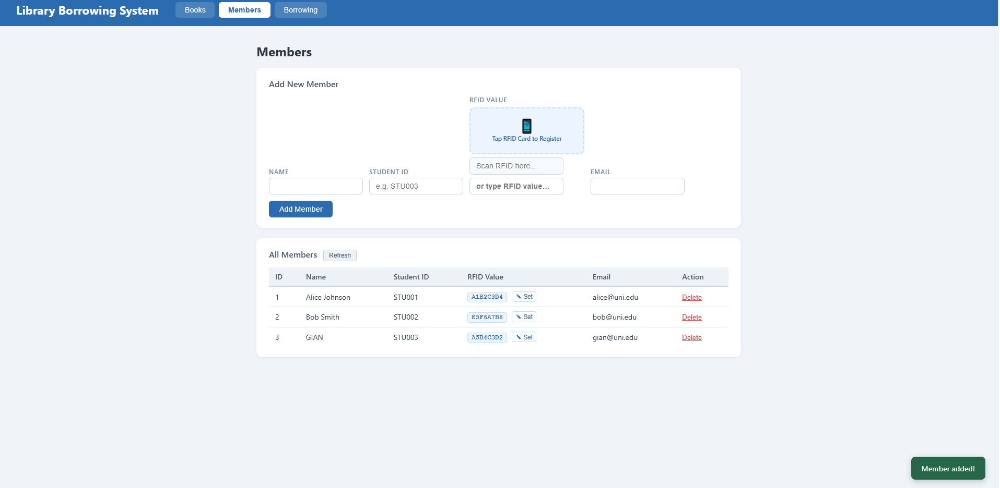 Library Borrowing System Books Members Borrowing
Members
Add New Member
RFID VALUE
Tap RFID Card to Register
Scan RFID here...
NAME STUDENT ID EMAIL
e.g. STU003 or type RFID value...
Add Member
All Members Refresh
ID Name Student ID RFID Value Email Action
1 Alice Johnson STU001 A1B2C3D4 Set alice@uni.edu Delete
2 Bob Smith STU002 E5F6A7B8 Set bob@uni.edu Delete
3 GIAN STU003 A5B4C3D2 Set gian@uni.edu Delete
Member added!